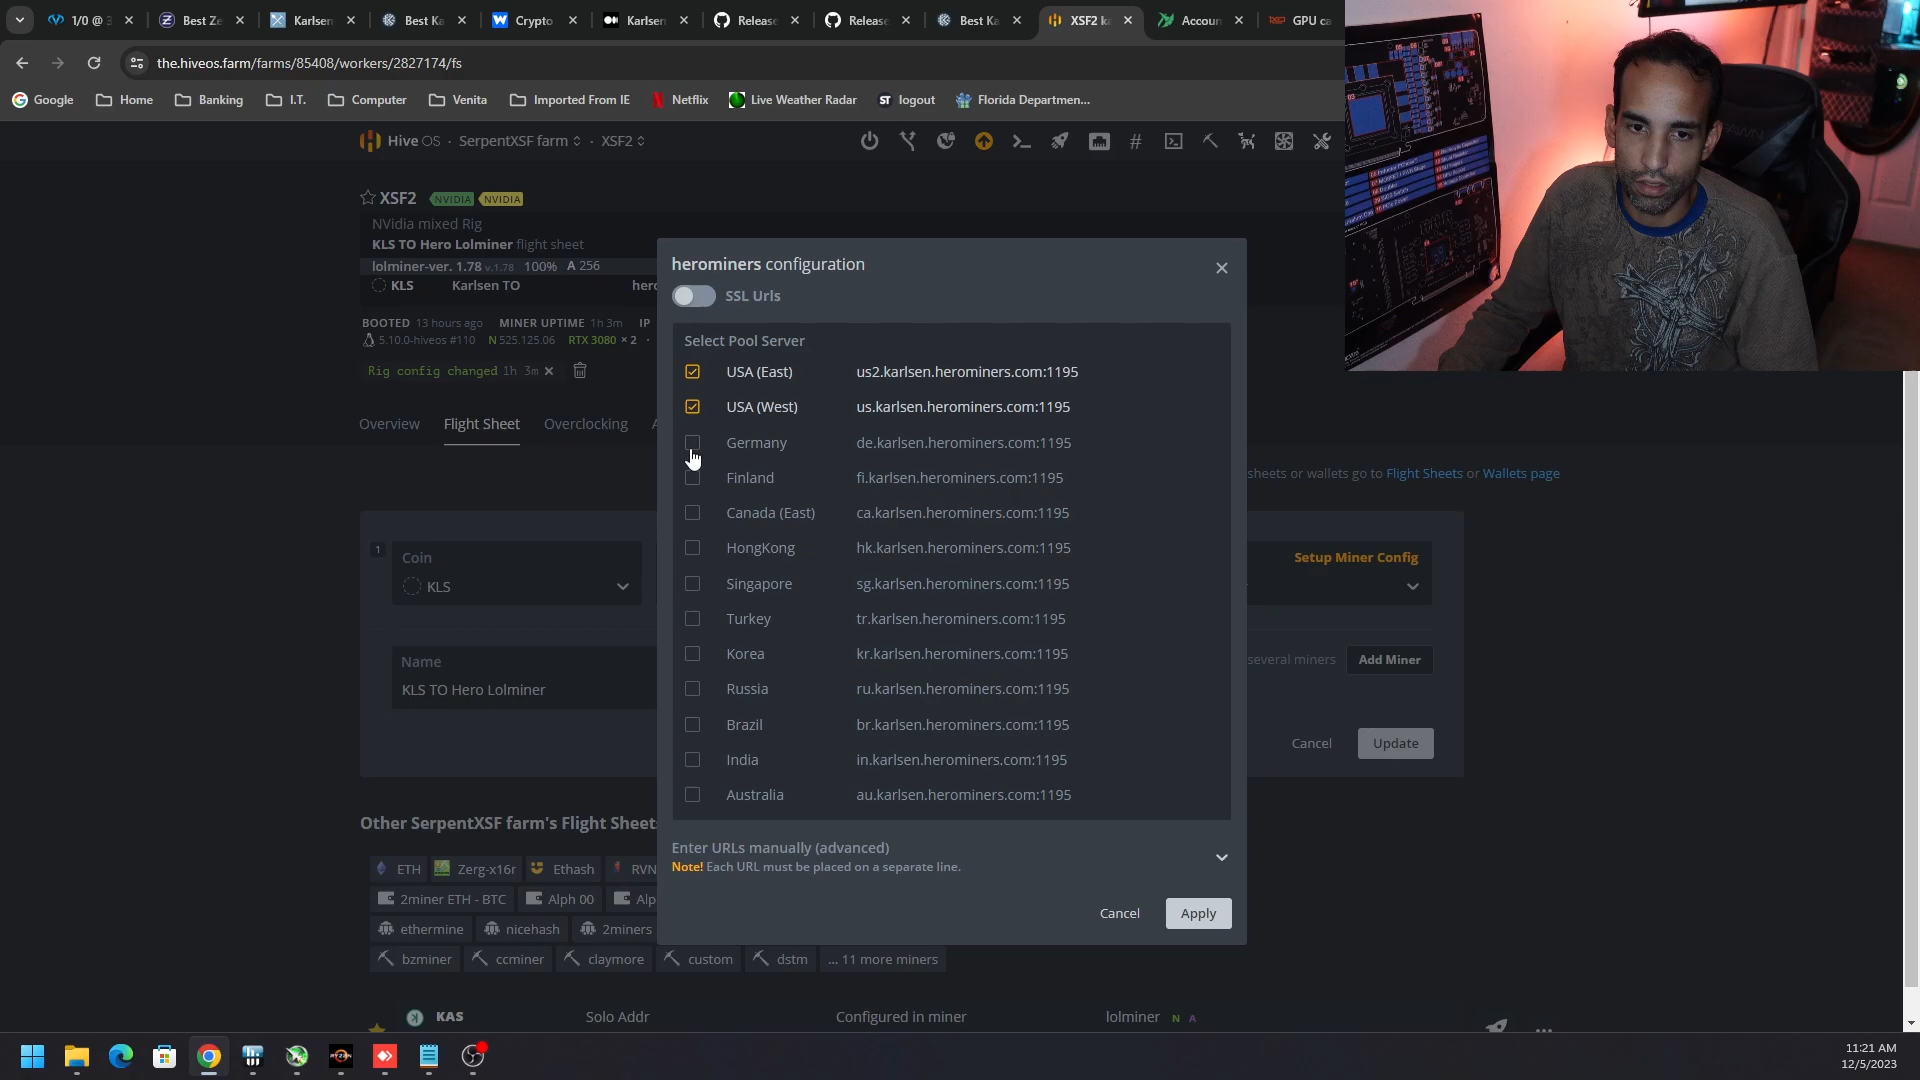 1/0 @ 3
Best Ze
Karlsen
Best Ka
Crypto
Karlsen
Release
Release
Best Ka
XSF2 ka
Accoun
GPU ca
the.hiveos.farm/farms/85408/workers/2827174/fs
Google
Home
Banking
I.T.
Computer
Venita
Imported From IE
Netflix
Live Weather Radar
ST logout
Florida Departmen...
Hive OS · SerpentXSF farm · XSF2
XSF2 NVIDIA NVIDIA
NVidia mixed Rig
KLS TO Hero Lolminer flight sheet
lolminer-ver. 1.78 v.1.78 100% A 256
KLS Karlsen TO hero
BOOTED 13 hours ago MINER UPTIME 1h 3m IP
5.10.0-hiveos #110 N 525.125.06 RTX 3080 × 2 ·
Rig config changed 1h 3m ×
Overview Flight Sheet Overclocking A
sheets or wallets go to Flight Sheets or Wallets page
1
Coin
KLS
Setup Miner Config
Name
KLS TO Hero Lolminer
several miners Add Miner
Cancel Update
herominers configuration
SSL Urls
Select Pool Server
USA (East) us2.karlsen.herominers.com:1195
USA (West) us.karlsen.herominers.com:1195
Germany de.karlsen.herominers.com:1195
Finland fi.karlsen.herominers.com:1195
Canada (East) ca.karlsen.herominers.com:1195
HongKong hk.karlsen.herominers.com:1195
Singapore sg.karlsen.herominers.com:1195
Turkey tr.karlsen.herominers.com:1195
Korea kr.karlsen.herominers.com:1195
Russia ru.karlsen.herominers.com:1195
Brazil br.karlsen.herominers.com:1195
India in.karlsen.herominers.com:1195
Australia au.karlsen.herominers.com:1195
Enter URLs manually (advanced)
Note! Each URL must be placed on a separate line.
Cancel Apply
Other SerpentXSF farm's Flight Sheets
ETH Zerg-x16r Ethash RVN
2miner ETH - BTC Alph 00 Alp
ethermine nicehash 2miners
bzminer ccminer claymore custom dstm ... 11 more miners
KAS Solo Addr Configured in miner lolminer N A
RYZEN
11:21 AM
12/5/2023